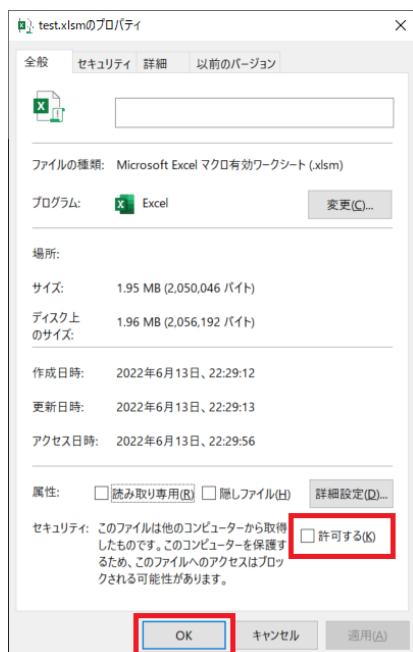 test.xlsmのプロパティ
全般 セキュリティ 詳細 以前のバージョン
ファイルの種類: Microsoft Excel マクロ有効ワークシート (.xlsm)
プログラム: Excel 変更(C)...
場所:
サイズ: 1.95 MB (2,050,046 バイト)
ディスク上
のサイズ: 1.96 MB (2,056,192 バイト)
作成日時: 2022年6月13日、22:29:12
更新日時: 2022年6月13日、22:29:13
アクセス日時: 2022年6月13日、22:29:56
属性: 読み取り専用(R) 隠しファイル(H) 詳細設定(D)...
セキュリティ: このファイルは他のコンピューターから取得
したものです。このコンピューターを保護す
るため、このファイルへのアクセスはブロッ
クされる可能性があります。
許可する(K)
OK キャンセル 適用(A)